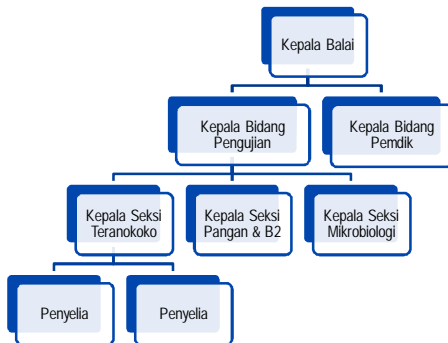 Kepala Balai
Kepala Bidang
Pengujian
Kepala Bidang
Pemdik
Kepala Seksi
Teranokoko
Kepala Seksi
Pangan & B2
Kepala Seksi
Mikrobiologi
Penyelia
Penyelia